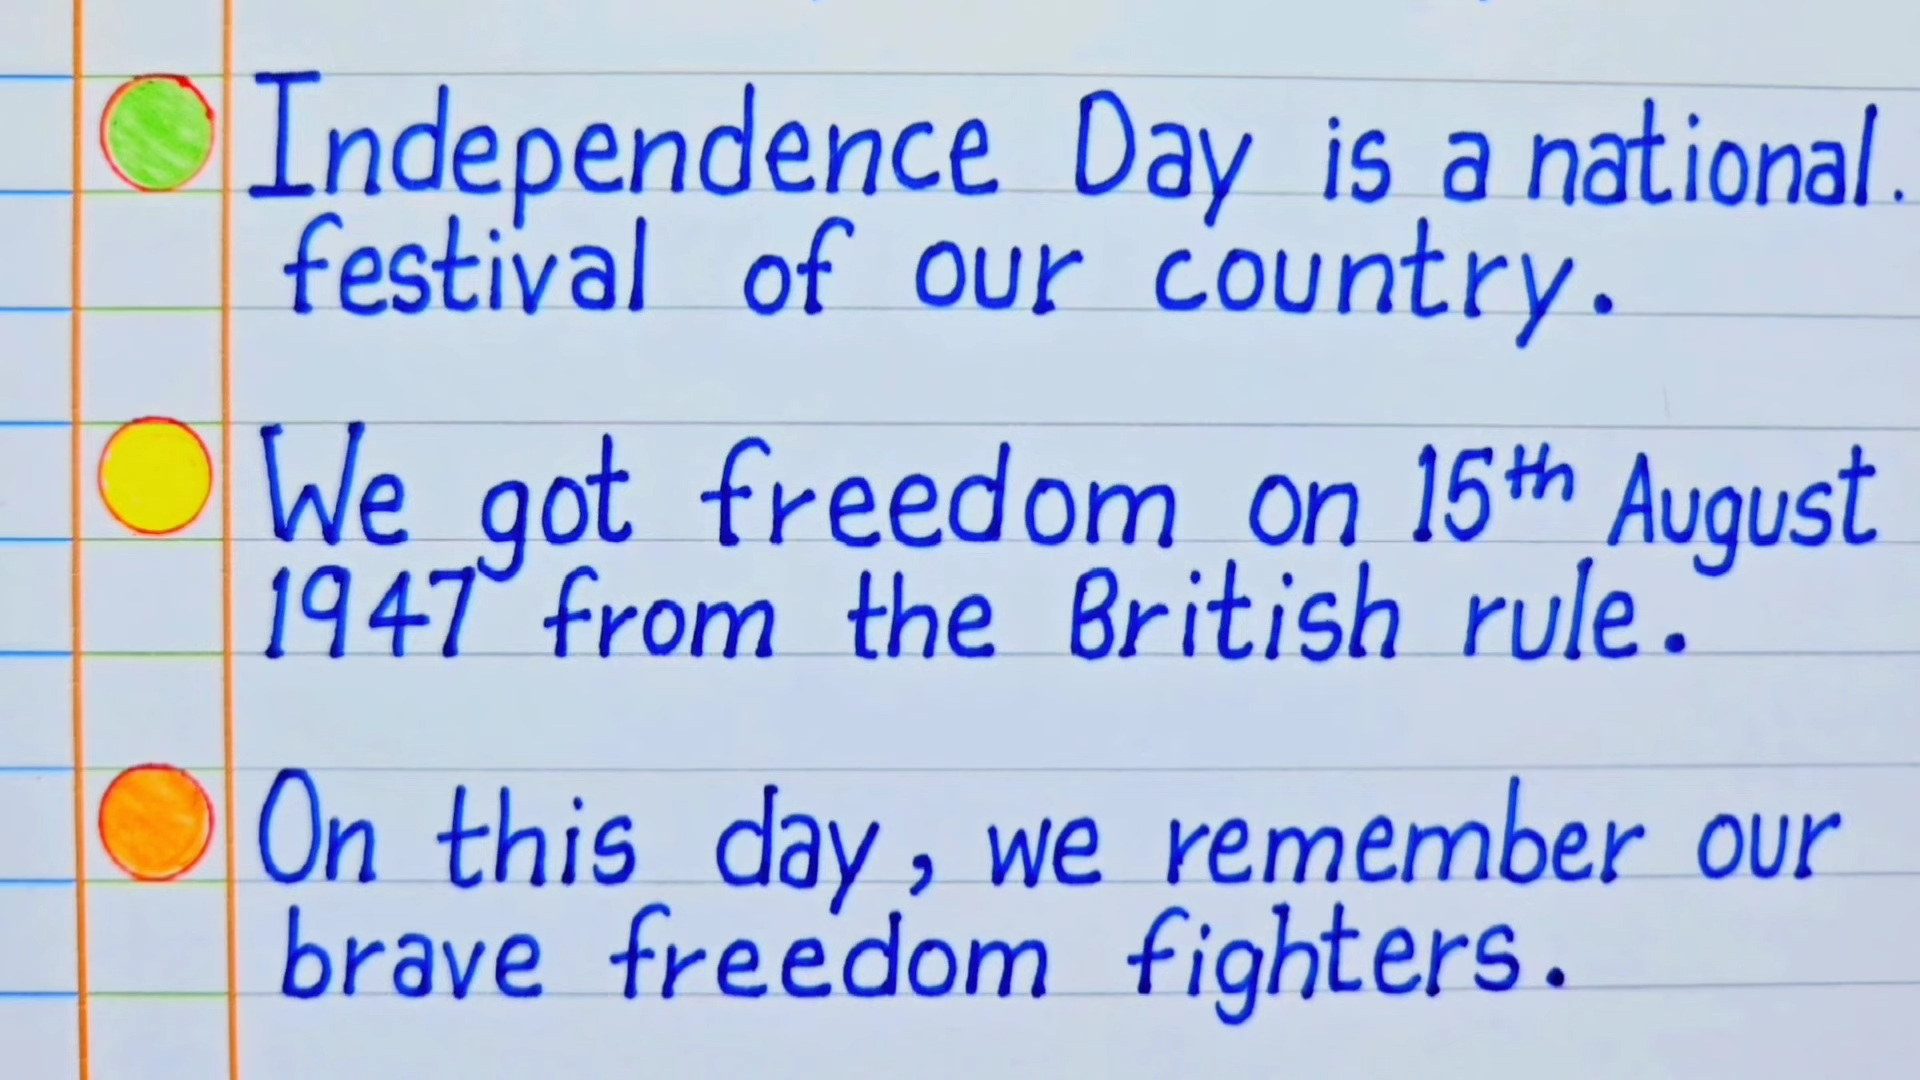 Independence Day is a national.
festival of our country.
We got freedom on 15th August
1947 from the British rule.
On this day, we remember our
brave freedom fighters.